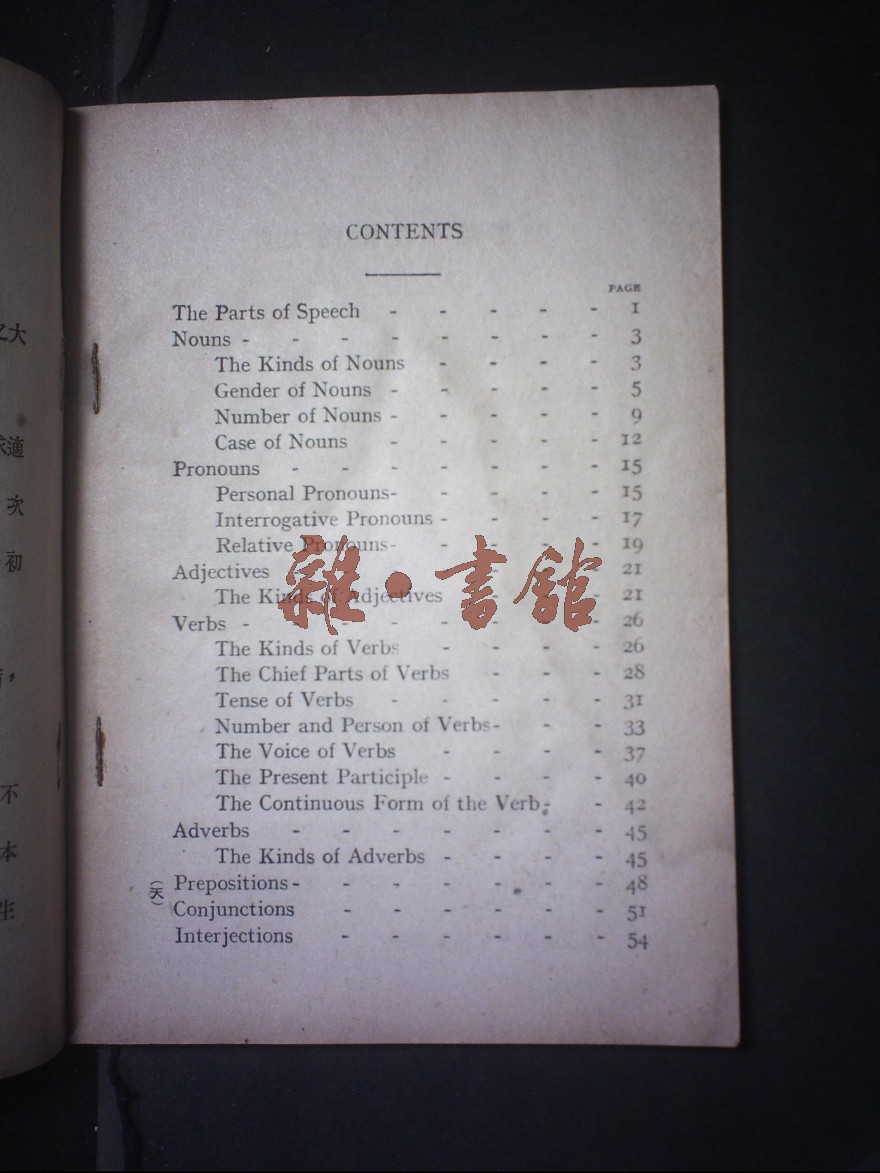 CONTENTS
PAGE
The Parts of Speech - - - - - 1
Nouns - - - - - - - - 3
The Kinds of Nouns - - - - 3
Gender of Nouns - - - - - 5
Number of Nouns - - - - - 9
Case of Nouns - - - - - 12
Pronouns - - - - - - - 15
Personal Pronouns- - - - - 15
Interrogative Pronouns - - - - 17
Relative Pronouns- - - - - 19
Adjectives - - 21
The Kinds of Adjectives - - - 21
Verbs - - - - - - - - 26
The Kinds of Verbs - - - - 26
The Chief Parts of Verbs - - - 28
Tense of Verbs - - - - - 31
Number and Person of Verbs- - - 33
The Voice of Verbs - - - - 37
The Present Participle - - - - 40
The Continuous Form of the Verb- - 42
Adverbs - - - - - - - 45
The Kinds of Adverbs - - - - 45
Prepositions - - - - - - - 48
Conjunctions - - - - - - 51
Interjections - - - - - - 54
(天)
雜•書館
大
適
次
初
，
不
本
生